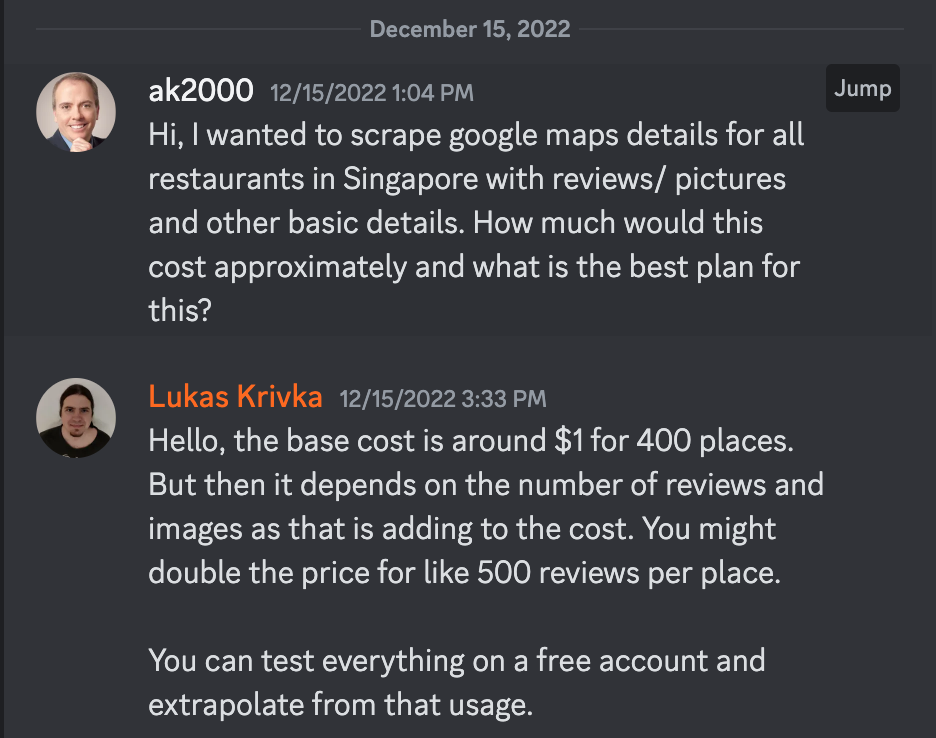 December 15, 2022
ak2000 12/15/2022 1:04 PM
Jump
Hi, I wanted to scrape google maps details for all
restaurants in Singapore with reviews/ pictures
and other basic details. How much would this
cost approximately and what is the best plan for
this?
Lukas Krivka 12/15/2022 3:33 PM
Hello, the base cost is around $1 for 400 places.
But then it depends on the number of reviews and
images as that is adding to the cost. You might
double the price for like 500 reviews per place.
You can test everything on a free account and
extrapolate from that usage.